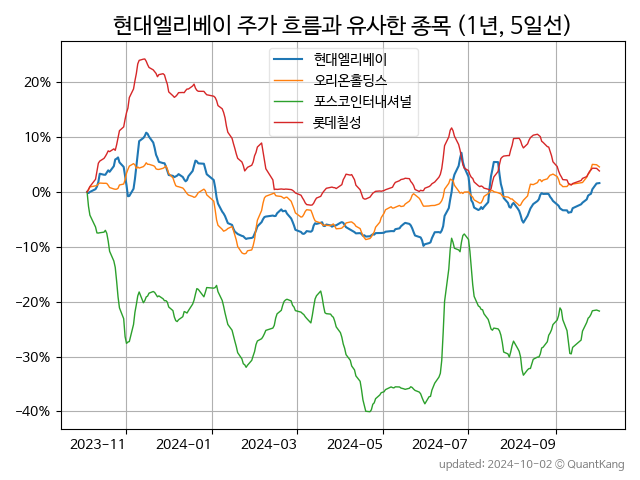 현대엘리베이 주가 흐름과 유사한 종목 (1년, 5일선)
현대엘리베이
오리온홀딩스
포스코인터내셔널
롯데칠성
20%
10%
0%
−10%
−20%
−30%
−40%
2023-11
2024-01
2024-03
2024-05
2024-07
2024-09
updated: 2024-10-02 © QuantKang